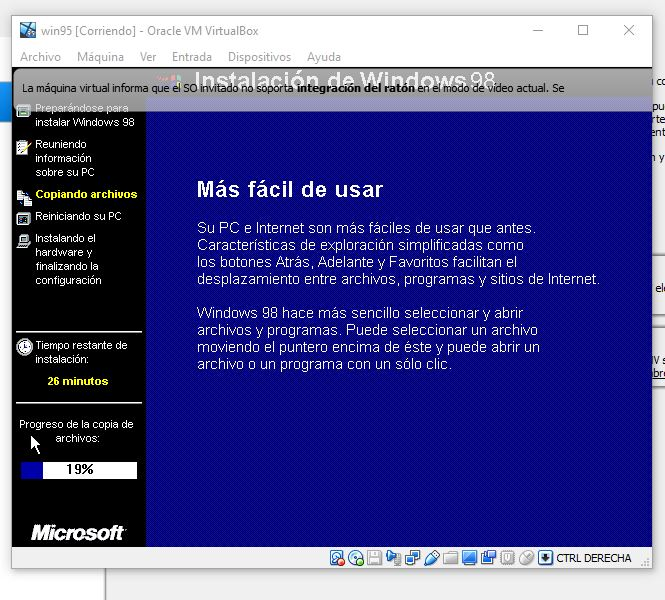 win95 [Corriendo] - Oracle VM VirtualBox
Archivo Máquina Ver Entrada Dispositivos Ayuda
Instalación de Windows 98
La máquina virtual informa que el SO invitado no soporta integración del ratón en el modo de vídeo actual. Se
Preparándose para
instalar Windows 98
Reuniendo
información
sobre su PC
Copiando archivos
Reiniciando su PC
Instalando el
hardware y
finalizando la
configuración
Tiempo restante de
instalación:
26 minutos
Progreso de la copia de
archivos:
19%
Microsoft
Más fácil de usar
Su PC e Internet son más fáciles de usar que antes.
Características de exploración simplificadas como
los botones Atrás, Adelante y Favoritos facilitan el
desplazamiento entre archivos, programas y sitios de Internet.
Windows 98 hace más sencillo seleccionar y abrir
archivos y programas. Puede seleccionar un archivo
moviendo el puntero encima de éste y puede abrir un
archivo o un programa con un sólo clic.
CTRL DERECHA